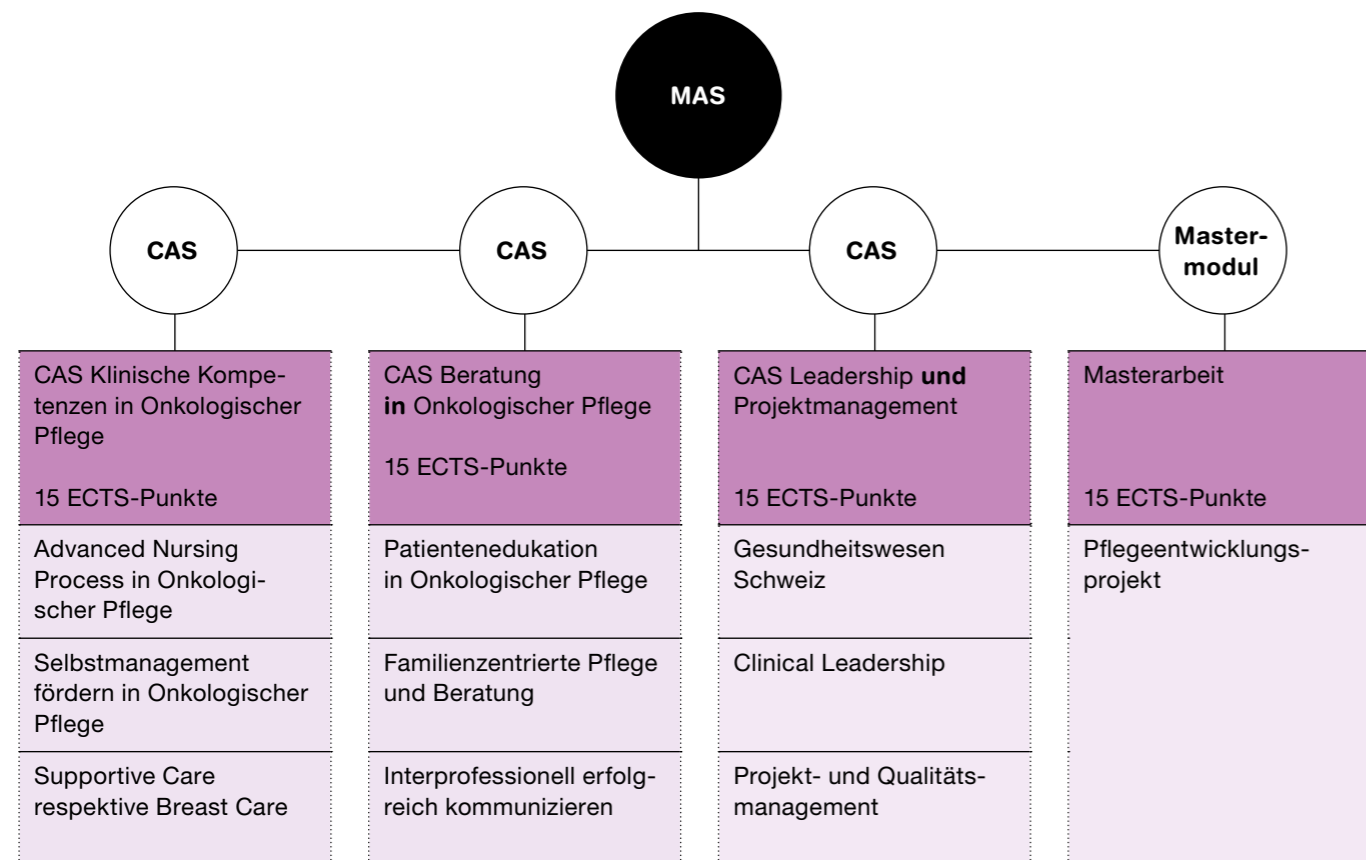 MAS
CAS
CAS
CAS
Master-
modul
CAS Klinische Kompe-
tenzen in Onkologischer
Pflege
15 ECTS-Punkte
Advanced Nursing
Process in Onkologi-
scher Pflege
Selbstmanagement
fördern in Onkologischer
Pflege
Supportive Care
respektive Breast Care
CAS Beratung
in Onkologischer Pflege
15 ECTS-Punkte
Patientenedukation
in Onkologischer Pflege
Familienzentrierte Pflege
und Beratung
Interprofessionell erfolg-
reich kommunizieren
CAS Leadership und
Projektmanagement
15 ECTS-Punkte
Gesundheitswesen
Schweiz
Clinical Leadership
Projekt- und Qualitäts-
management
Masterarbeit
15 ECTS-Punkte
Pflegeentwicklungs-
projekt